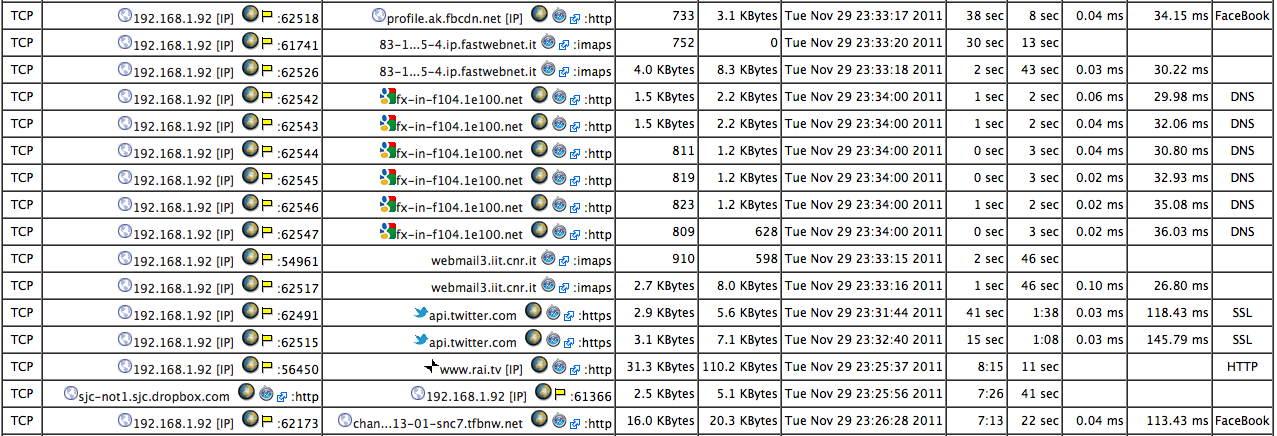 TCP 192.168.1.92 [IP] :62518 profile.ak.fbcdn.net [IP] :http 733 3.1 KBytes Tue Nov 29 23:33:17 2011 38 sec 8 sec 0.04 ms 34.15 ms FaceBook
TCP 192.168.1.92 [IP] :61741 83-1...5-4.ip.fastwebnet.it :imaps 752 0 Tue Nov 29 23:33:20 2011 30 sec 13 sec
TCP 192.168.1.92 [IP] :62526 83-1...5-4.ip.fastwebnet.it :imaps 4.0 KBytes 8.3 KBytes Tue Nov 29 23:33:18 2011 2 sec 43 sec 0.03 ms 30.22 ms
TCP 192.168.1.92 [IP] :62542 fx-in-f104.1e100.net :http 1.5 KBytes 2.2 KBytes Tue Nov 29 23:34:00 2011 1 sec 2 sec 0.06 ms 29.98 ms DNS
TCP 192.168.1.92 [IP] :62543 fx-in-f104.1e100.net :http 1.5 KBytes 2.2 KBytes Tue Nov 29 23:34:00 2011 1 sec 2 sec 0.04 ms 32.06 ms DNS
TCP 192.168.1.92 [IP] :62544 fx-in-f104.1e100.net :http 811 1.2 KBytes Tue Nov 29 23:34:00 2011 0 sec 3 sec 0.04 ms 30.80 ms DNS
TCP 192.168.1.92 [IP] :62545 fx-in-f104.1e100.net :http 819 1.2 KBytes Tue Nov 29 23:34:00 2011 0 sec 3 sec 0.02 ms 32.93 ms DNS
TCP 192.168.1.92 [IP] :62546 fx-in-f104.1e100.net :http 823 1.2 KBytes Tue Nov 29 23:34:00 2011 1 sec 2 sec 0.02 ms 35.08 ms DNS
TCP 192.168.1.92 [IP] :62547 fx-in-f104.1e100.net :http 809 628 Tue Nov 29 23:34:00 2011 0 sec 3 sec 0.02 ms 36.03 ms DNS
TCP 192.168.1.92 [IP] :54961 webmail3.iit.cnr.it :imaps 910 598 Tue Nov 29 23:33:15 2011 2 sec 46 sec
TCP 192.168.1.92 [IP] :62517 webmail3.iit.cnr.it :imaps 2.7 KBytes 8.0 KBytes Tue Nov 29 23:33:16 2011 1 sec 46 sec 0.10 ms 26.80 ms
TCP 192.168.1.92 [IP] :62491 api.twitter.com :https 2.9 KBytes 5.6 KBytes Tue Nov 29 23:31:44 2011 41 sec 1:38 0.03 ms 118.43 ms SSL
TCP 192.168.1.92 [IP] :62515 api.twitter.com :https 3.1 KBytes 7.1 KBytes Tue Nov 29 23:32:40 2011 15 sec 1:08 0.03 ms 145.79 ms SSL
TCP 192.168.1.92 [IP] :56450 www.rai.tv [IP] :http 31.3 KBytes 110.2 KBytes Tue Nov 29 23:25:37 2011 8:15 11 sec HTTP
TCP sjc-not1.sjc.dropbox.com :http 192.168.1.92 [IP] :61366 2.5 KBytes 5.1 KBytes Tue Nov 29 23:25:56 2011 7:26 41 sec
TCP 192.168.1.92 [IP] :62173 chan...13-01-snc7.tfbnw.net :http 16.0 KBytes 20.3 KBytes Tue Nov 29 23:26:28 2011 7:13 22 sec 0.04 ms 113.43 ms FaceBook